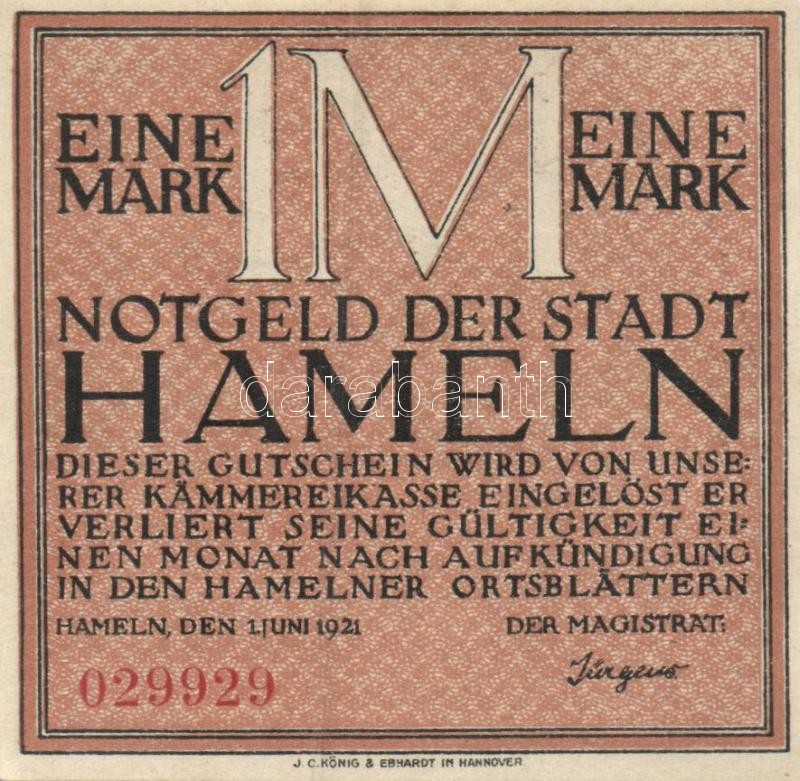 EINE MARK
1M
EINE MARK
NOTGELD DER STADT
HAMELN
DIESER GUTSCHEIN WIRD VON UNSE-
RER KÄMMEREIKASSE EINGELÖST ER
VERLIERT SEINE GÜLTIGKEIT EI-
NEN MONAT NACH AUFKÜNDIGUNG
IN DEN HAMELNER ORTSBLÄTTERN
HAMELN, DEN 1. JUNI 1921 DER MAGISTRAT:
029929 Jürgens.
J. C. KÖNIG & EBHARDT IN HANNOVER.
darabanth